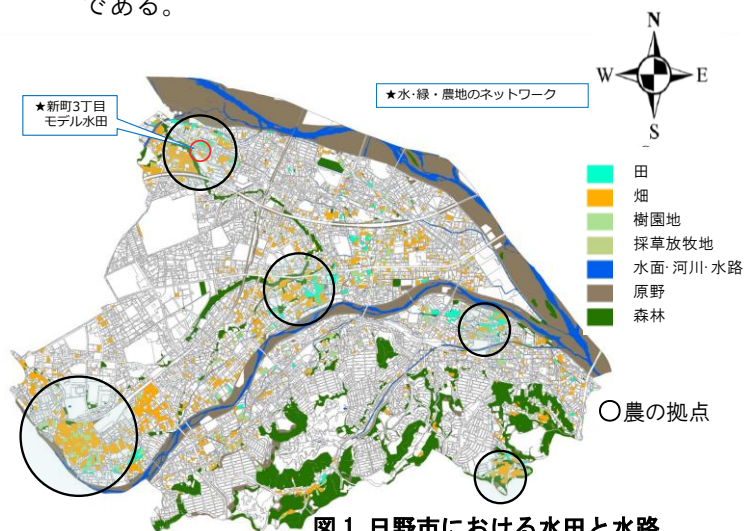 である。
N
W E
S
★新町3丁目
モデル水田
★水・緑・農地のネットワーク
田
畑
樹園地
採草放牧地
水面・河川・水路
原野
森林
○農の拠点
図1 日野市における水田と水路